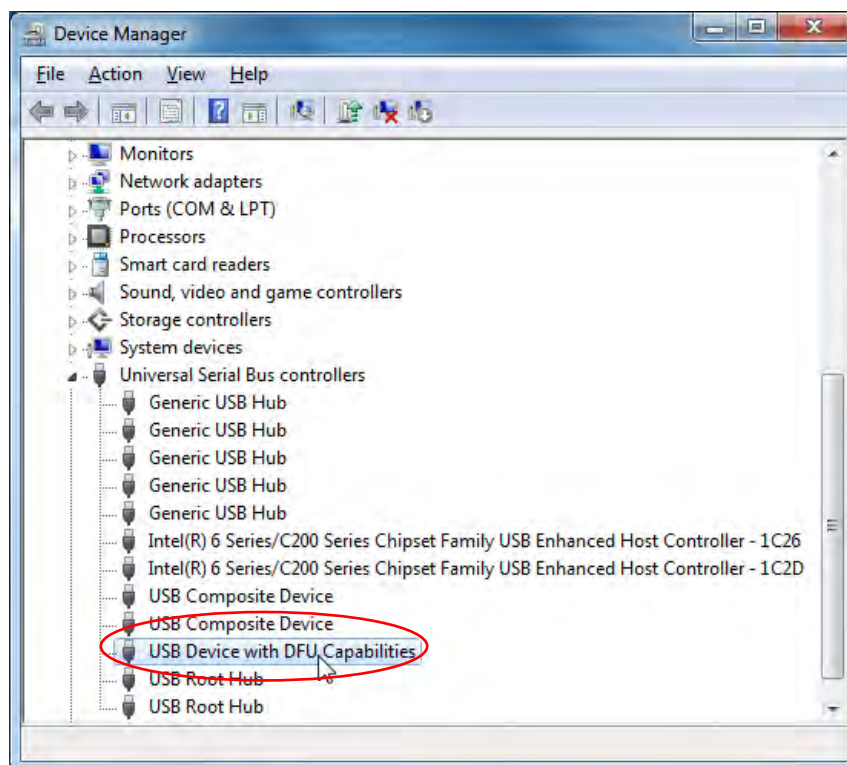 Device Manager
File Action View Help
Monitors
Network adapters
Ports (COM & LPT)
Processors
Smart card readers
Sound, video and game controllers
Storage controllers
System devices
Universal Serial Bus controllers
Generic USB Hub
Generic USB Hub
Generic USB Hub
Generic USB Hub
Generic USB Hub
Intel(R) 6 Series/C200 Series Chipset Family USB Enhanced Host Controller - 1C26
Intel(R) 6 Series/C200 Series Chipset Family USB Enhanced Host Controller - 1C2D
USB Composite Device
USB Composite Device
USB Device with DFU Capabilities
USB Root Hub
USB Root Hub